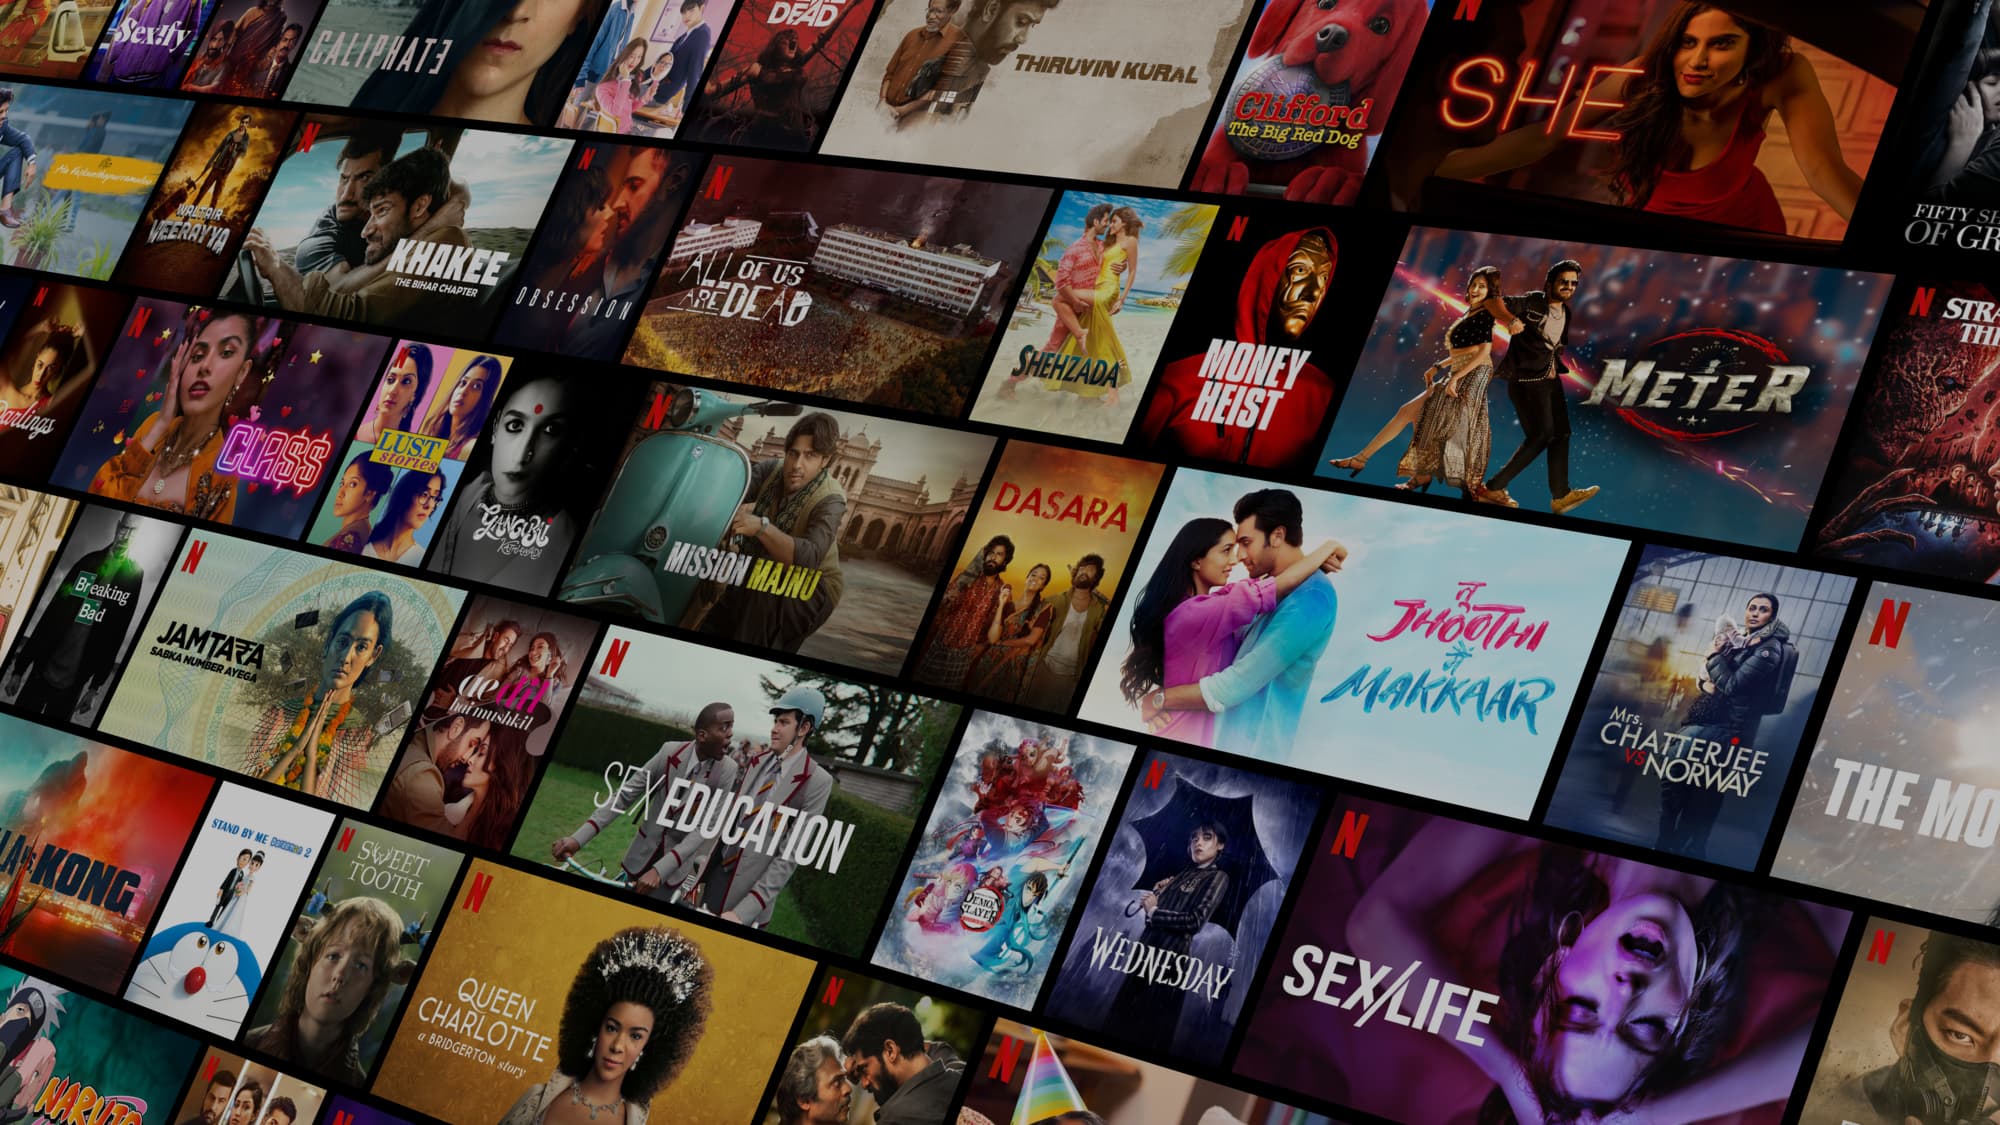 Sex!fy
CALIPHATE
DEAD
THIRUVIN KURAL
Clifford
The Big Red Dog
N
SHE
FIFTY SH
OF GR
WALTAIR
VEERAYYA
N
KHAKEE
THE BIHAR CHAPTER
N
OBSESSION
N
ALL OF US
ARE DEAD
SHEHZADA
N
MONEY
HEIST
METER
N
STRA
THI
N
Darlings
N
CLA$$
N
LUST
stories
GANGUBAI
KATHIAWADI
N
MISSION MAJNU
DASARA
तू
JHOOTHI
मैं
MAKKAAR
Mrs.
CHATTERJEE
VS NORWAY
N
THE MO
Breaking
Bad
N
JAMTARA
SABKA NUMBER AYEGA
ae dil
hai mushkil
N
SEX EDUCATION
DEMON
SLAYER
N
WEDNESDAY
N
SEX/LIFE
N
LA vs KONG
STAND BY ME Doraemon 2
N
SWEET
TOOTH
N
QUEEN
CHARLOTTE
a BRIDGERTON story
N
N
NARUTO
N
N